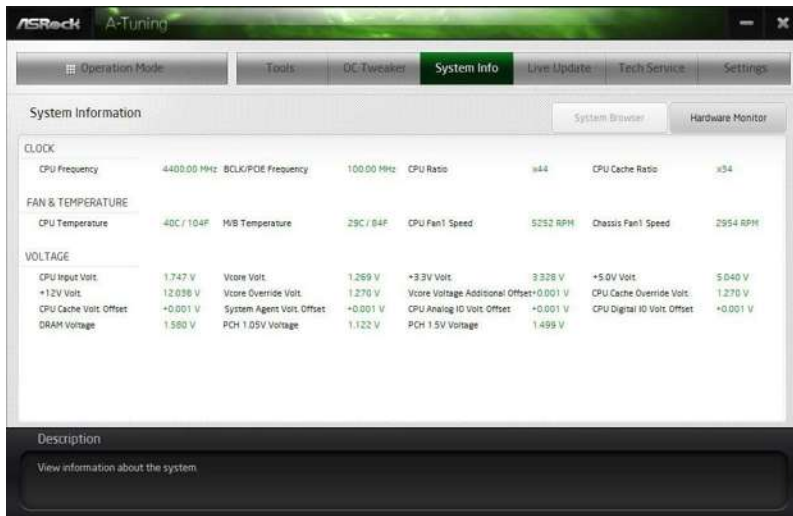 ASRock A-Tuning
Operation Mode Tools OC Tweaker System Info Live Update Tech Service Settings
System Information System Browser Hardware Monitor
CLOCK
CPU Frequency 4400.00 MHz BCLK/PCIE Frequency 100.00 MHz CPU Ratio x44 CPU Cache Ratio x34
FAN & TEMPERATURE
CPU Temperature 40C / 104F M/B Temperature 29C / 84F CPU Fan1 Speed 5252 RPM Chassis Fan1 Speed 2954 RPM
VOLTAGE
CPU Input Volt. 1.747 V Vcore Volt. 1.269 V +3.3V Volt. 3.328 V +5.0V Volt. 5.040 V
+12V Volt. 12.038 V Vcore Override Volt. 1.270 V Vcore Voltage Additional Offset +0.001 V CPU Cache Override Volt. 1.270 V
CPU Cache Volt. Offset +0.001 V System Agent Volt. Offset +0.001 V CPU Analog IO Volt. Offset +0.001 V CPU Digital IO Volt. Offset +0.001 V
DRAM Voltage 1.580 V PCH 1.05V Voltage 1.122 V PCH 1.5V Voltage 1.499 V
Description
View information about the system